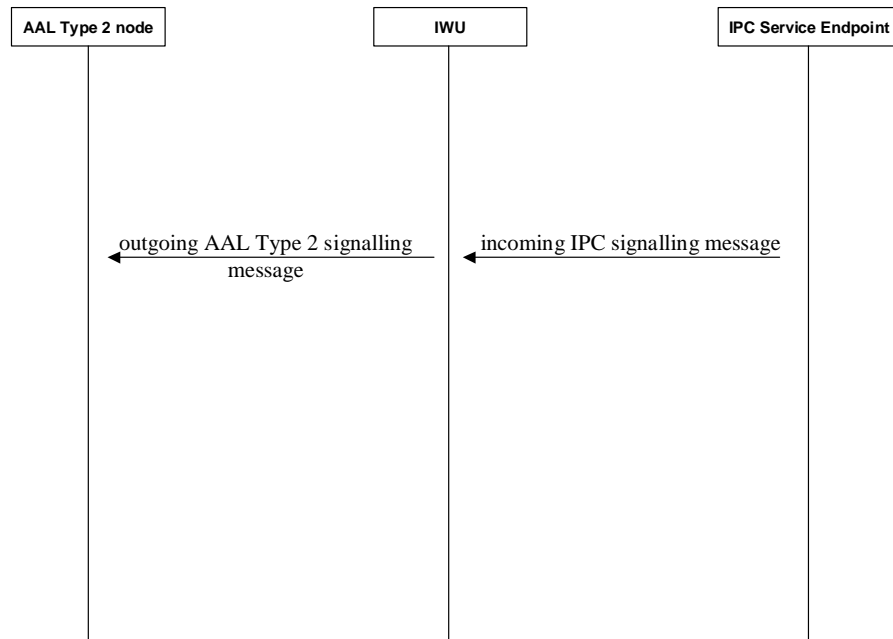 AAL Type 2 node
IWU
IPC Service Endpoint
outgoing AAL Type 2 signalling
message
incoming IPC signalling message